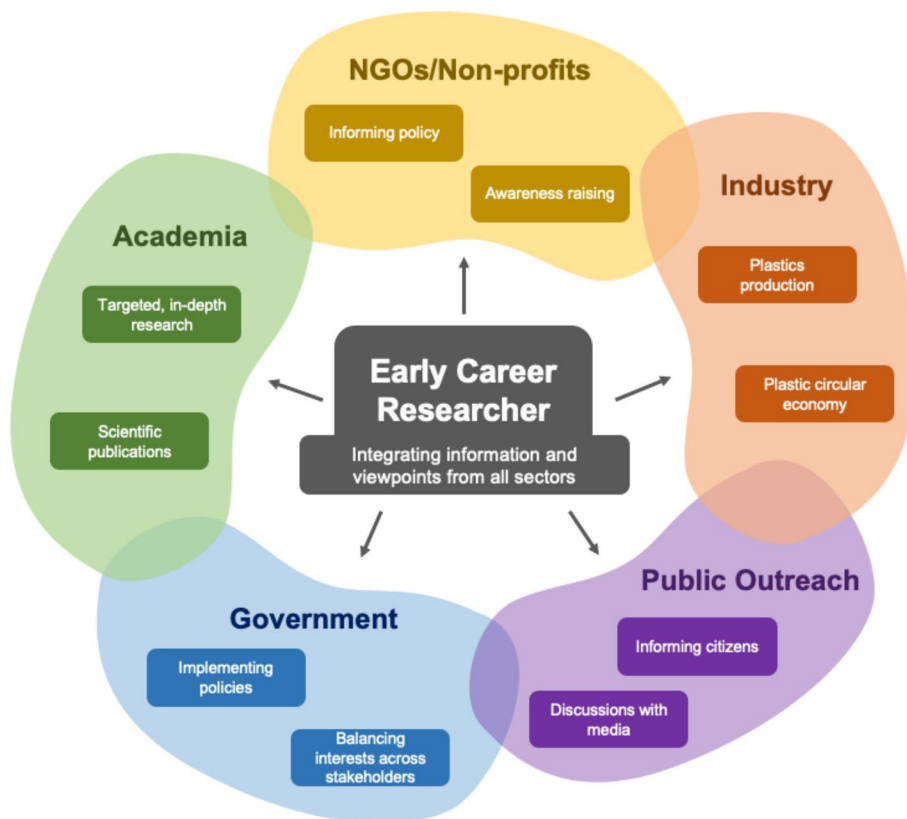 NGOs/Non-profits
Informing policy
Awareness raising
Industry
Plastics
production
Plastic circular
economy
Academia
Targeted, in-depth
research
Scientific
publications
Early Career
Researcher
Integrating information and
viewpoints from all sectors
Government
Implementing
policies
Balancing
interests across
stakeholders
Public Outreach
Informing citizens
Discussions with
media